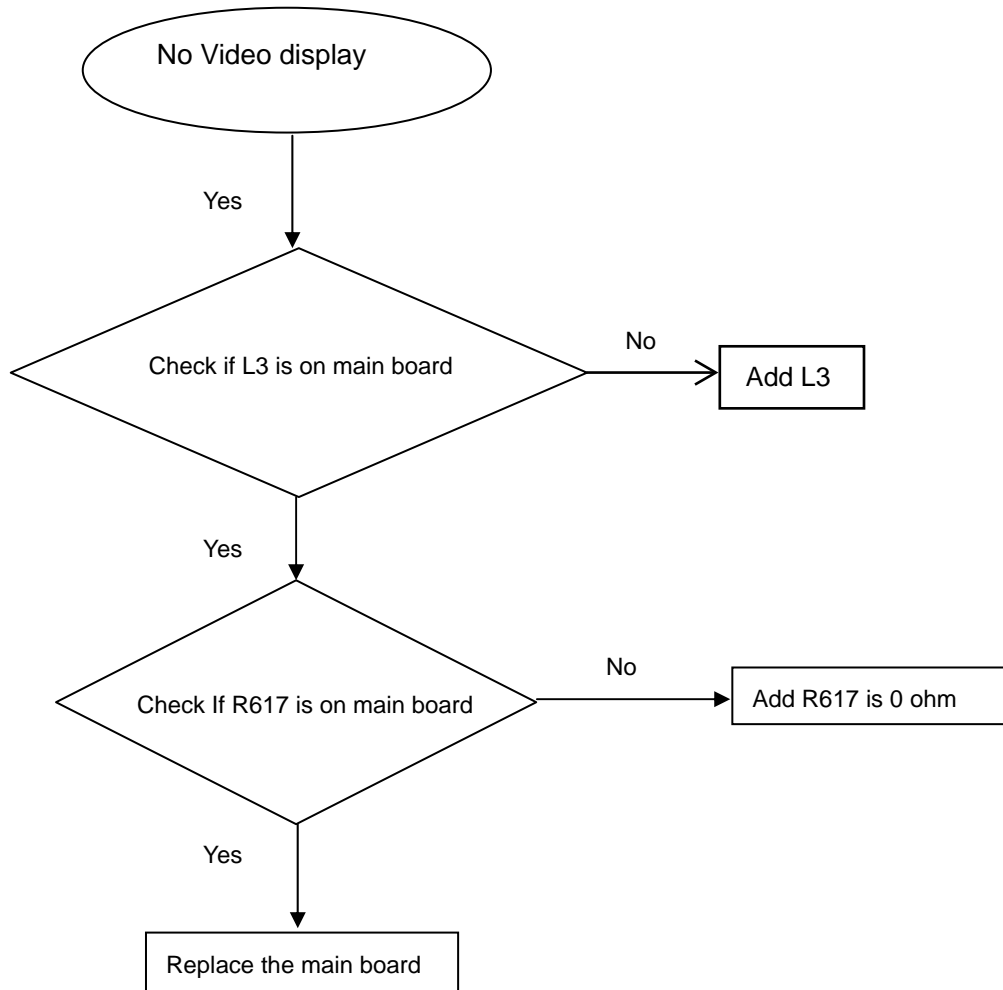 No Video display
Yes
Check if L3 is on main board
No
Add L3
Yes
Check If R617 is on main board
No
Add R617 is 0 ohm
Yes
Replace the main board